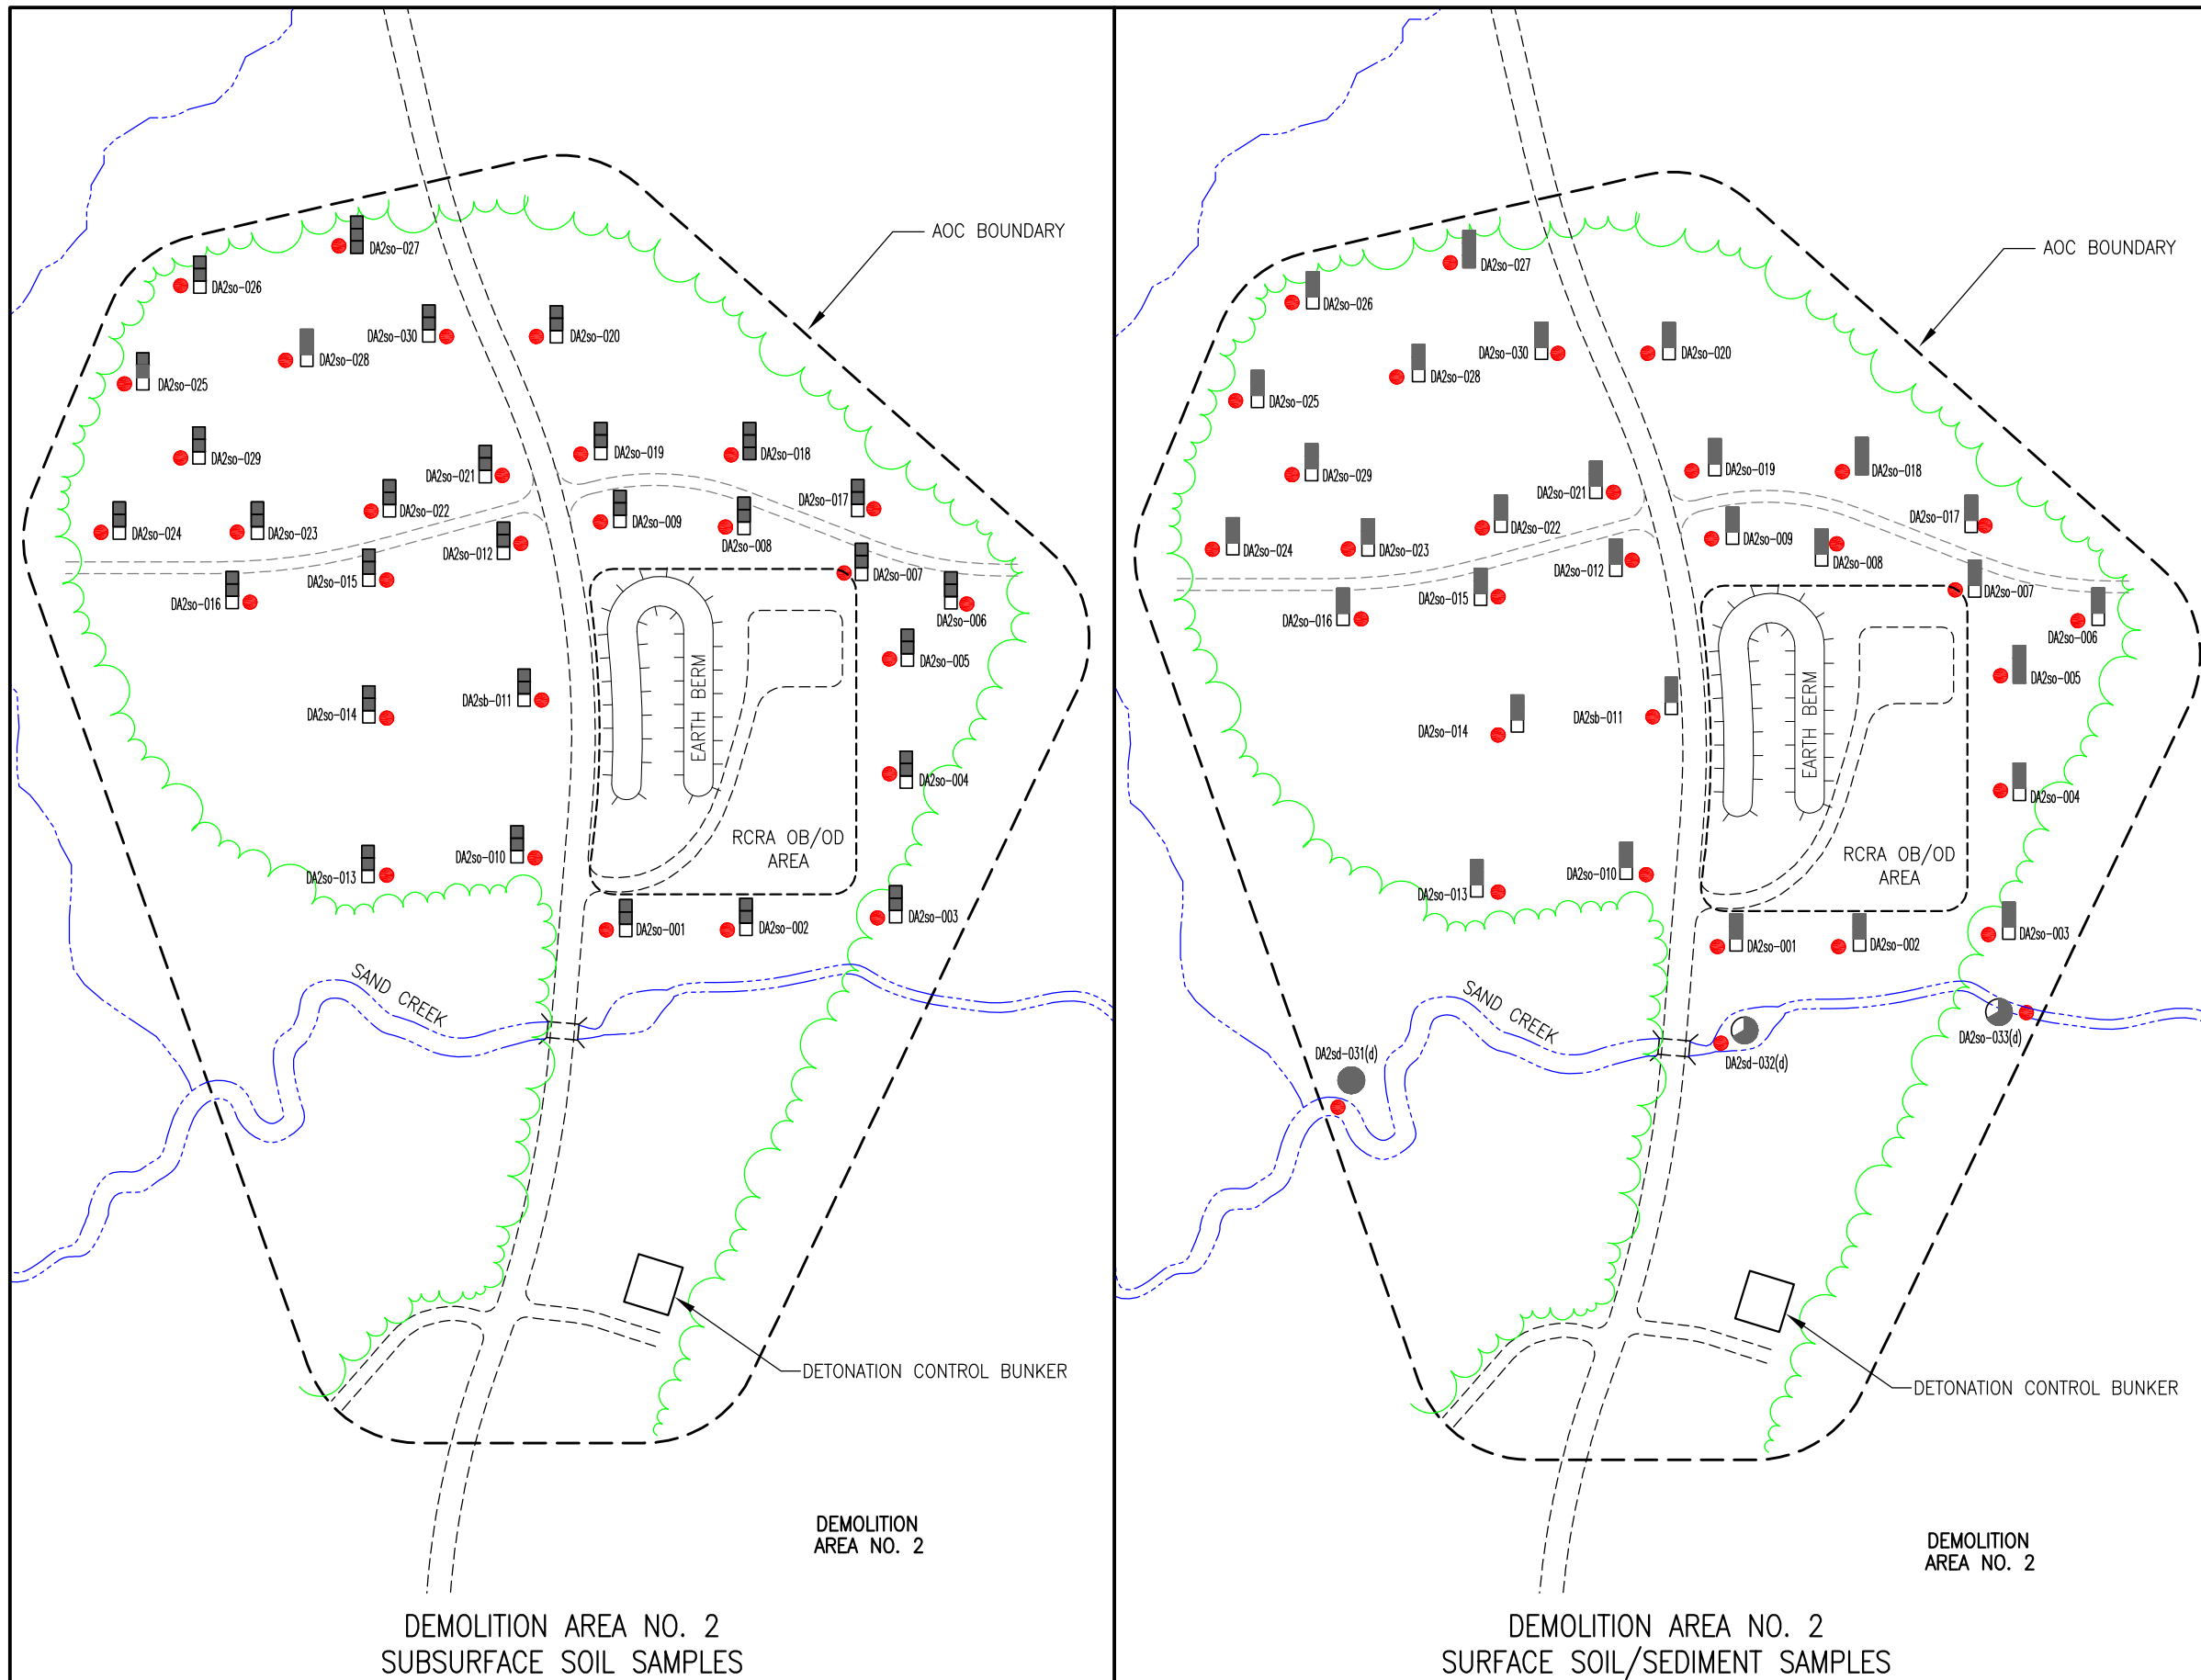 AOC BOUNDARY
DA2so-027
DA2so-026
DA2so-030
DA2so-020
DA2so-028
DA2so-025
DA2so-019
DA2so-018
DA2so-029
DA2so-021
DA2so-017
DA2so-022
DA2so-009
DA2so-024
DA2so-023
DA2so-008
DA2so-012
DA2so-007
DA2so-015
DA2so-016
DA2so-006
DA2so-005
EARTH BERM
DA2sb-011
DA2so-014
DA2so-004
RCRA OB/OD
AREA
DA2so-010
DA2so-013
DA2so-003
DA2so-001
DA2so-002
SAND CREEK
DETONATION CONTROL BUNKER
DEMOLITION
AREA NO. 2
DEMOLITION AREA NO. 2
SUBSURFACE SOIL SAMPLES
AOC BOUNDARY
DA2so-027
DA2so-026
DA2so-030
DA2so-020
DA2so-028
DA2so-025
DA2so-019
DA2so-018
DA2so-029
DA2so-021
DA2so-017
DA2so-022
DA2so-009
DA2so-024
DA2so-023
DA2so-008
DA2so-012
DA2so-007
DA2so-015
DA2so-016
DA2so-006
DA2so-005
EARTH BERM
DA2sb-011
DA2so-014
DA2so-004
RCRA OB/OD
AREA
DA2so-010
DA2so-013
DA2so-003
DA2so-001
DA2so-002
SAND CREEK
DA2so-033(d)
DA2sd-031(d)
DA2sd-032(d)
DETONATION CONTROL BUNKER
DEMOLITION
AREA NO. 2
DEMOLITION AREA NO. 2
SURFACE SOIL/SEDIMENT SAMPLES